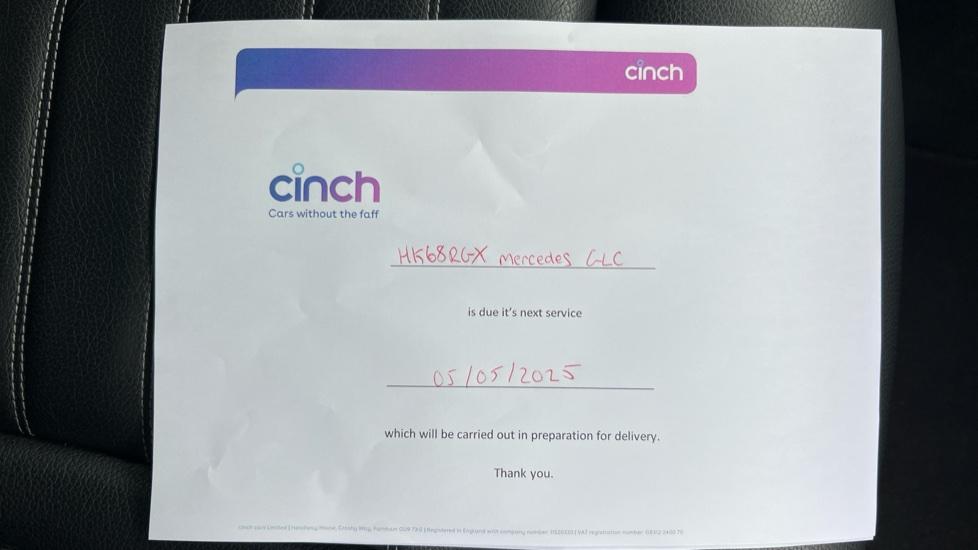 cinch
cinch
Cars without the faff
HK68RGX Mercedes GLC
is due it's next service
05/05/2025
which will be carried out in preparation for delivery.
Thank you.